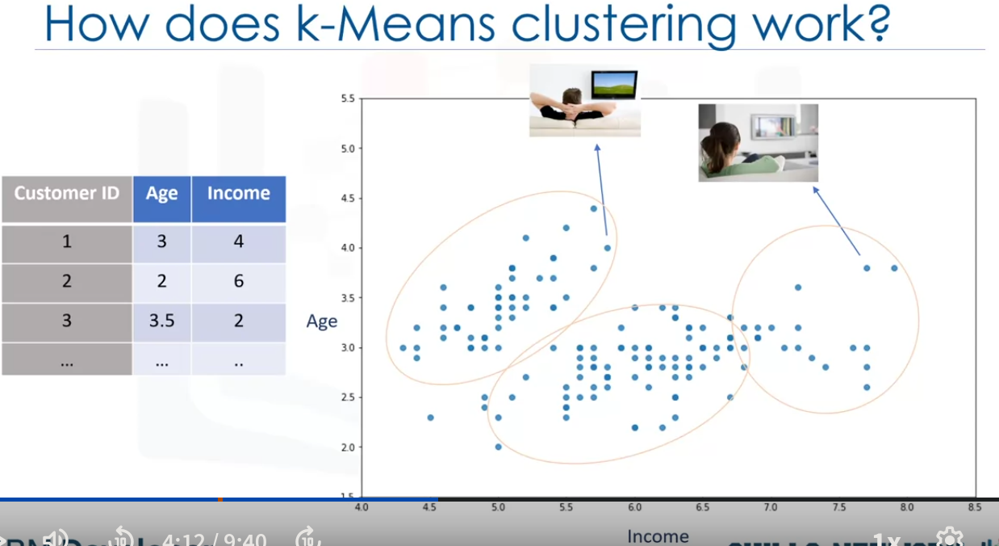 How does k-Means clustering work?
Customer ID Age Income
1 3 4
2 2 6
3 3.5 2
... ... ..
Age
5.5
5.0
4.5
4.0
3.5
3.0
2.5
2.0
1.5
4.0 4.5 5.0 5.5 6.0 6.5 7.0 7.5 8.0 8.5
Income
10 4:12 / 9:40 10 1x